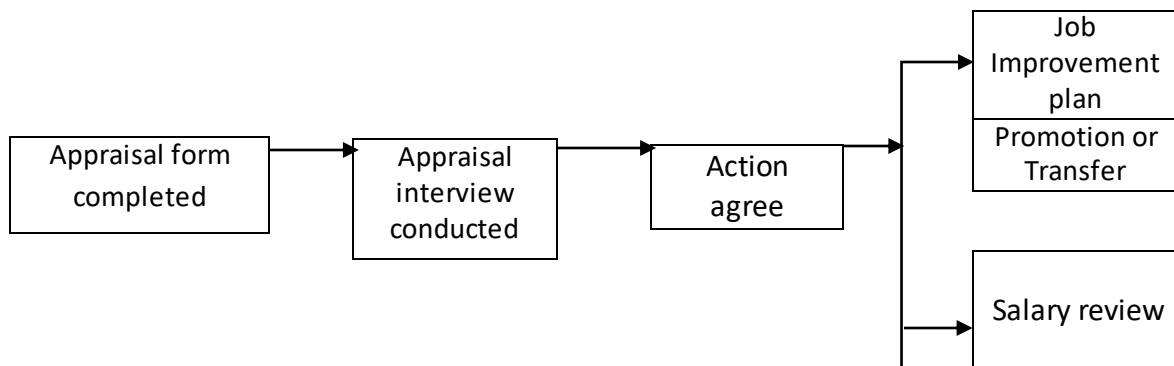 Appraisal form
completed
Appraisal
interview
conducted
Action
agree
Job
Improvement
plan
Promotion or
Transfer
Salary review